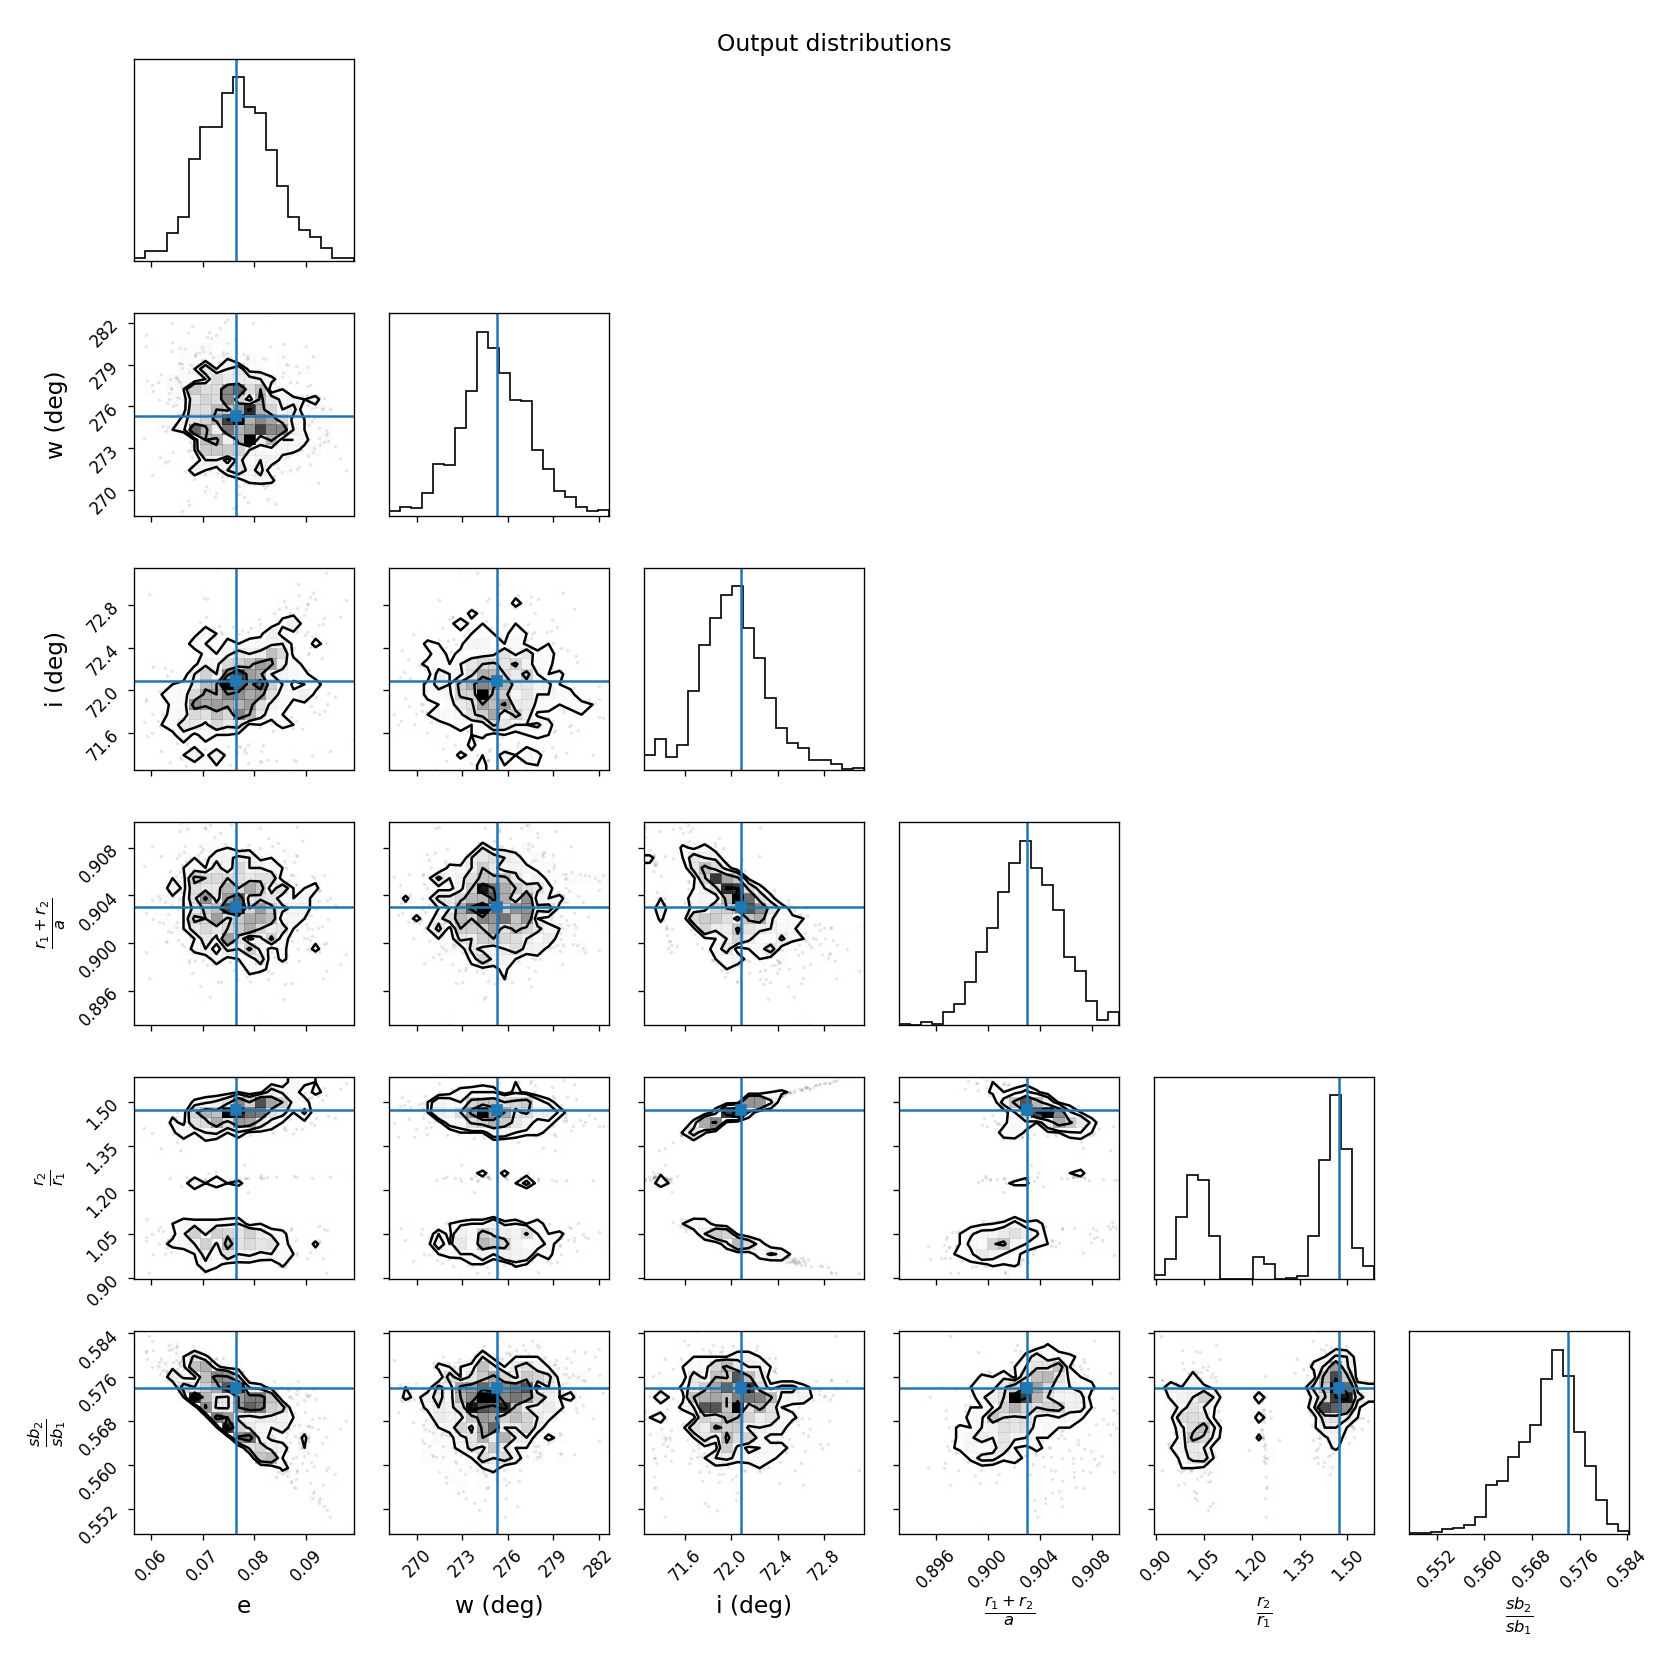 Output distributions
282
279
276
273
270
w (deg)
72.8
72.4
72.0
71.6
i (deg)
0.908
0.904
0.900
0.896
r1 + r2
a
1.50
1.35
1.20
1.05
0.90
r2
r1
0.584
0.576
0.568
0.560
0.552
sb2
sb1
0.06 0.07 0.08 0.09
e
270 273 276 279 282
w (deg)
71.6 72.0 72.4 72.8
i (deg)
0.896 0.900 0.904 0.908
r1 + r2
a
0.90 1.05 1.20 1.35 1.50
r2
r1
0.552 0.560 0.568 0.576 0.584
sb2
sb1